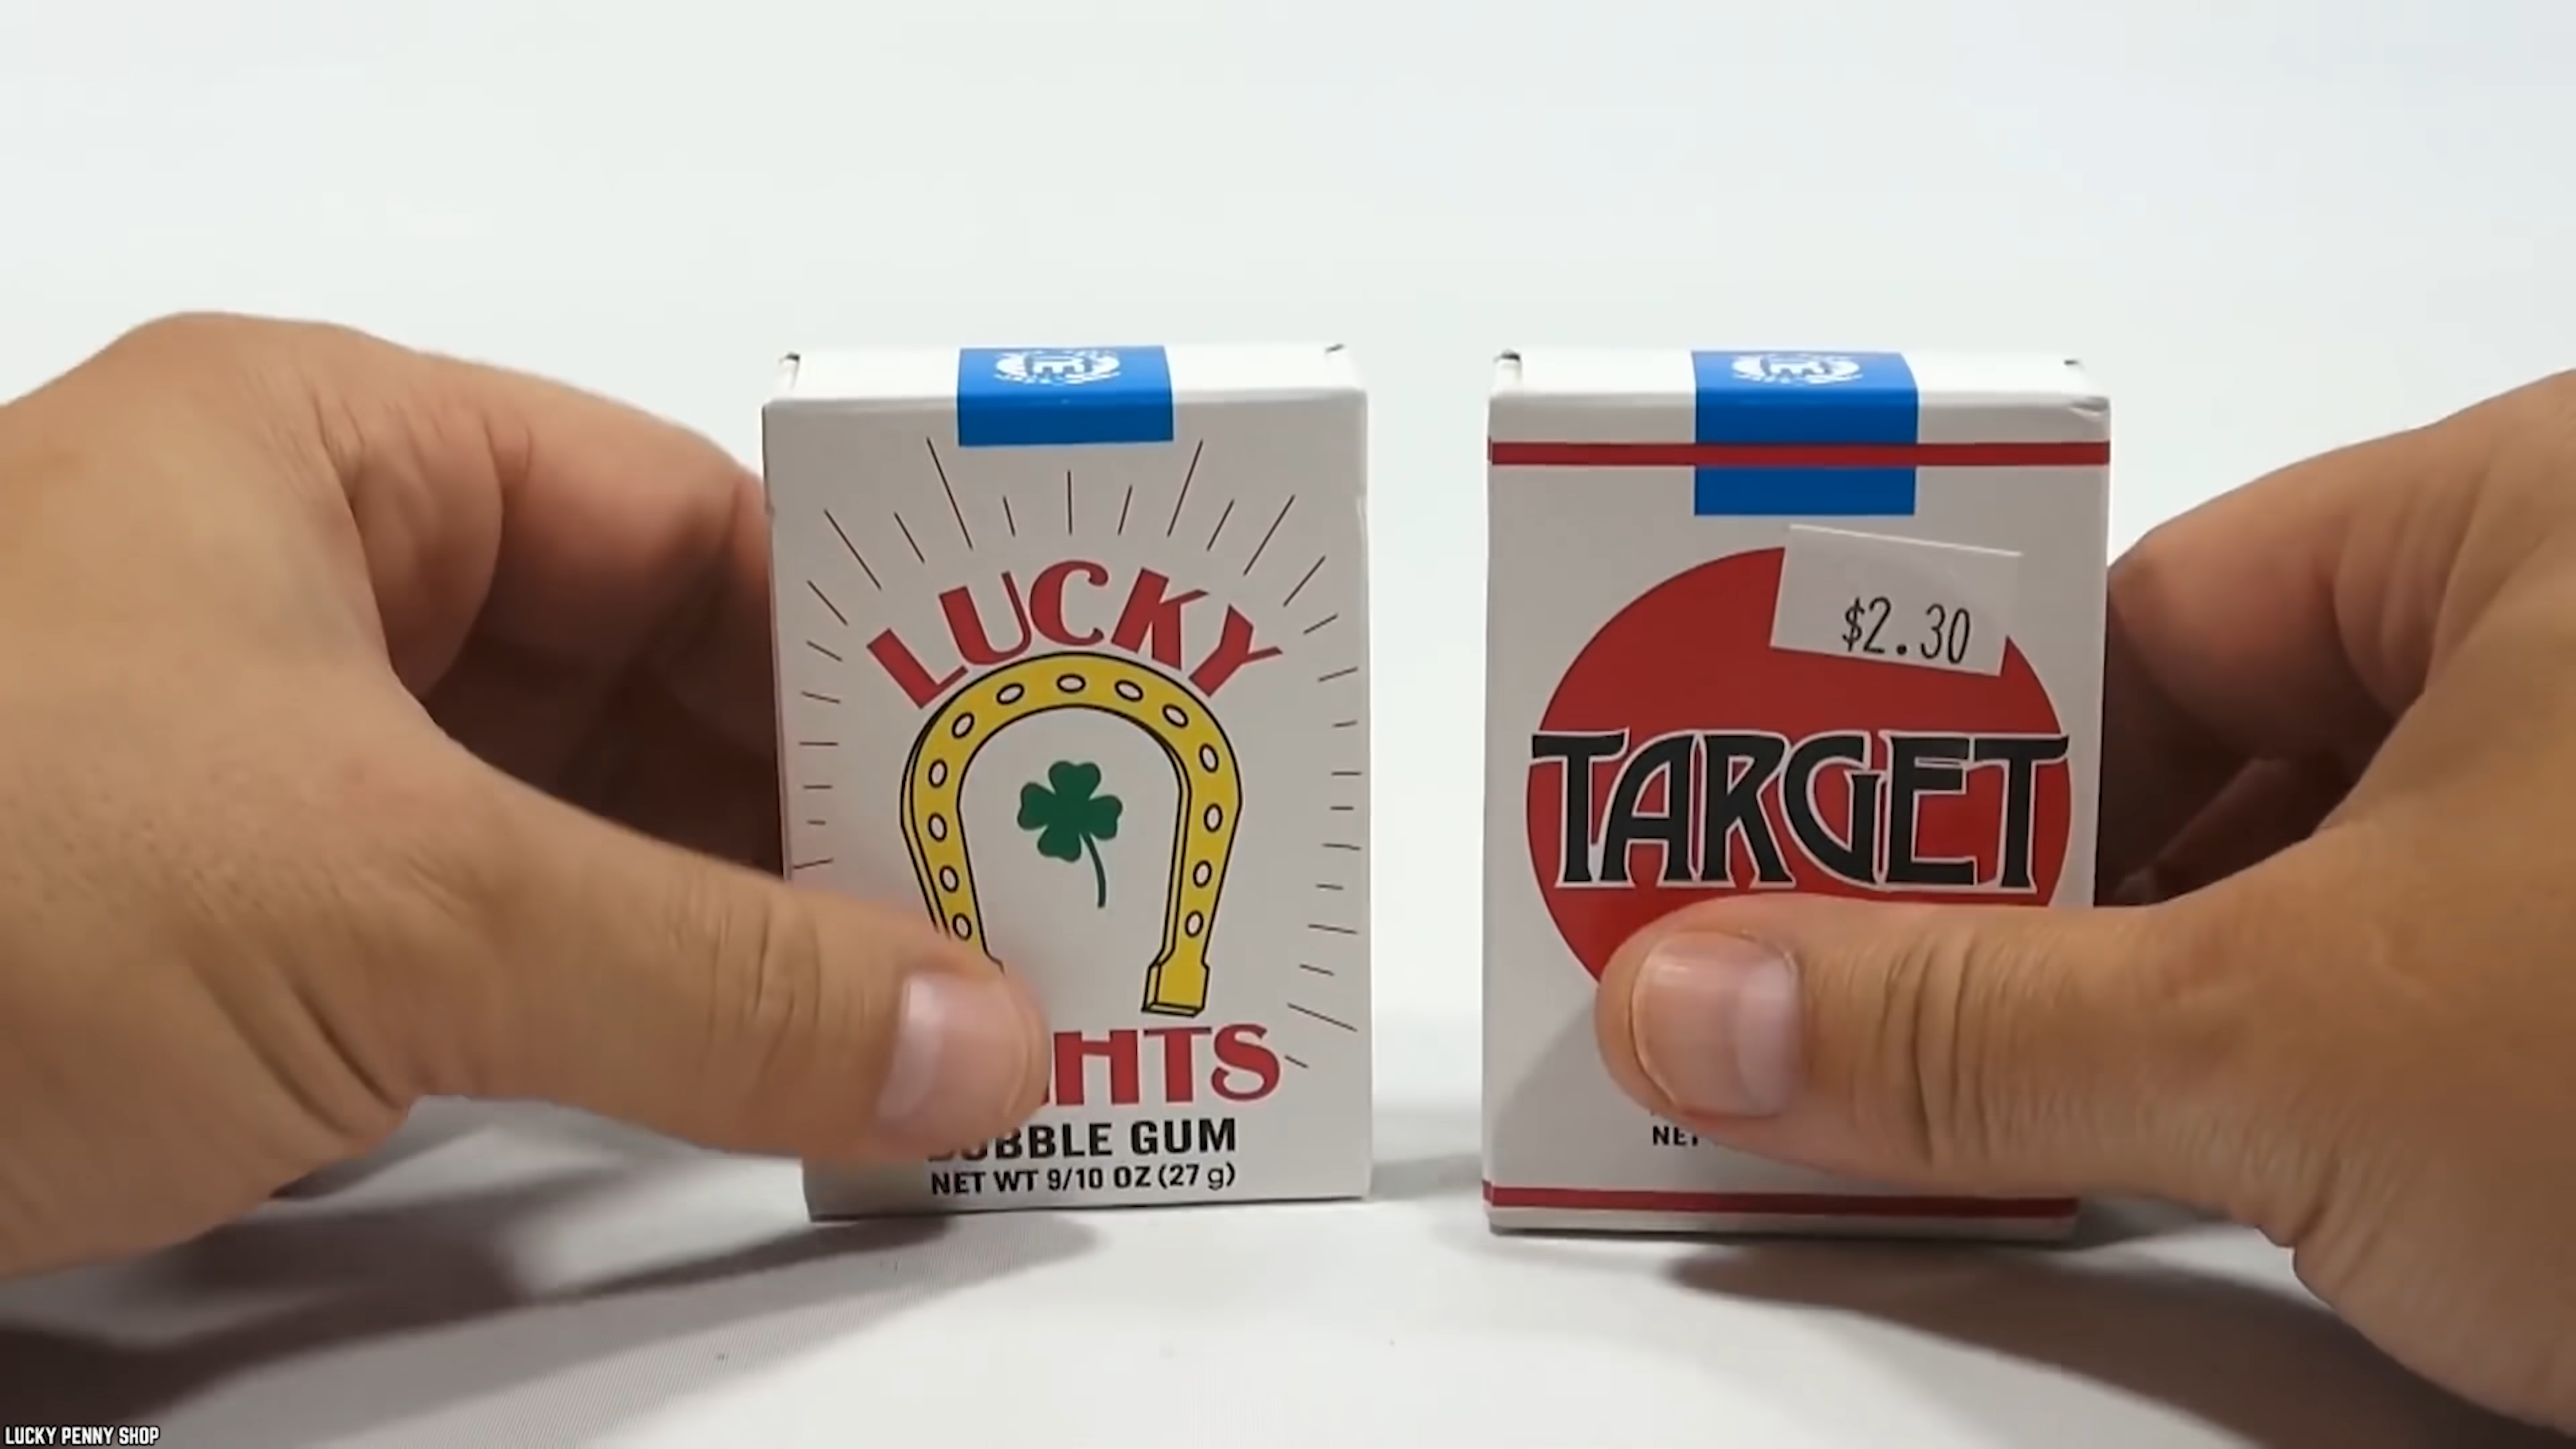 LUCKY
HTS
BUBBLE GUM
NET WT 9/10 OZ (27 g)
$2.30
TARGET
NET
LUCKY PENNY SHOP